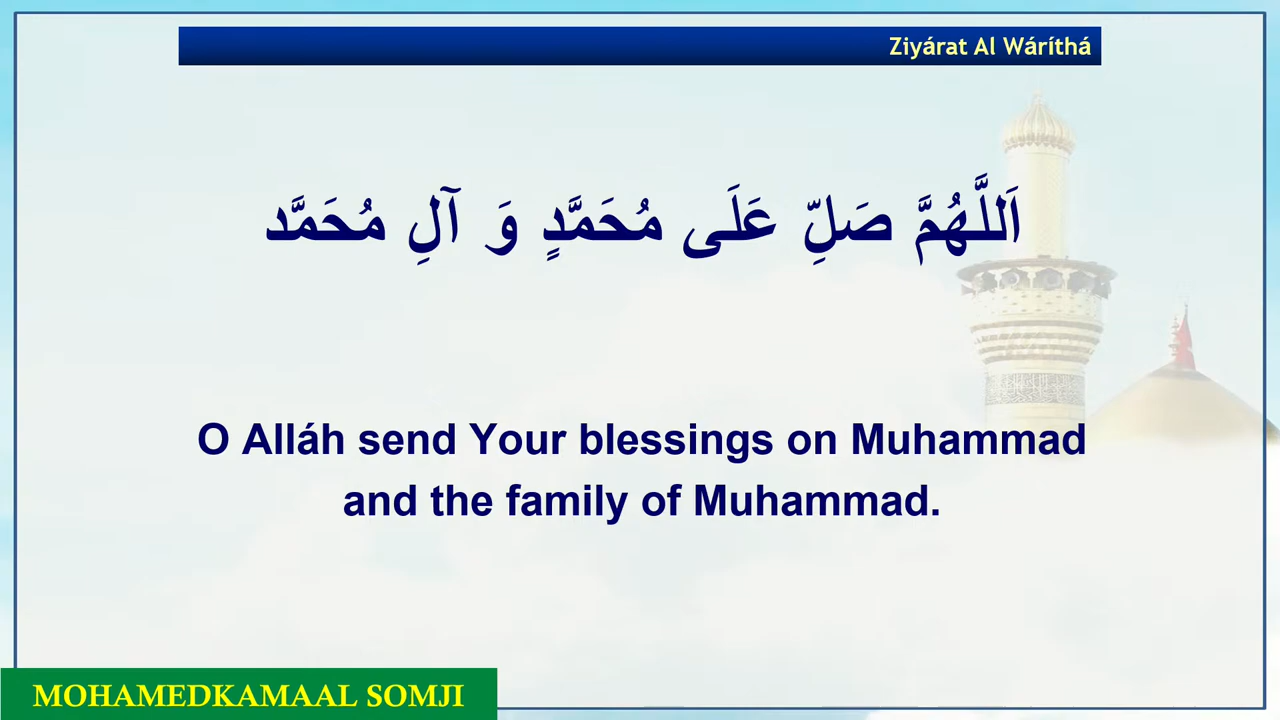 Ziyárat Al Wáríthá
اَللَّهُمَّ صَلِّ عَلَى مُحَمَّدٍ وَ آلِ مُحَمَّد
O Alláh send Your blessings on Muhammad
and the family of Muhammad.
MOHAMEDKAMAAL SOMJI